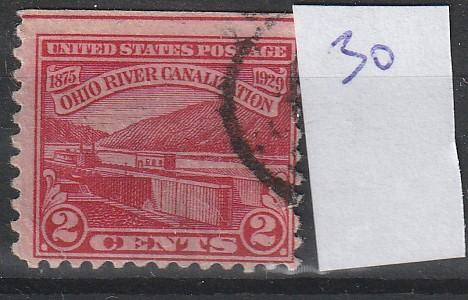 UNITED STATES POSTAGE
1875 1929
OHIO RIVER CANALIZATION
2 CENTS 2
30